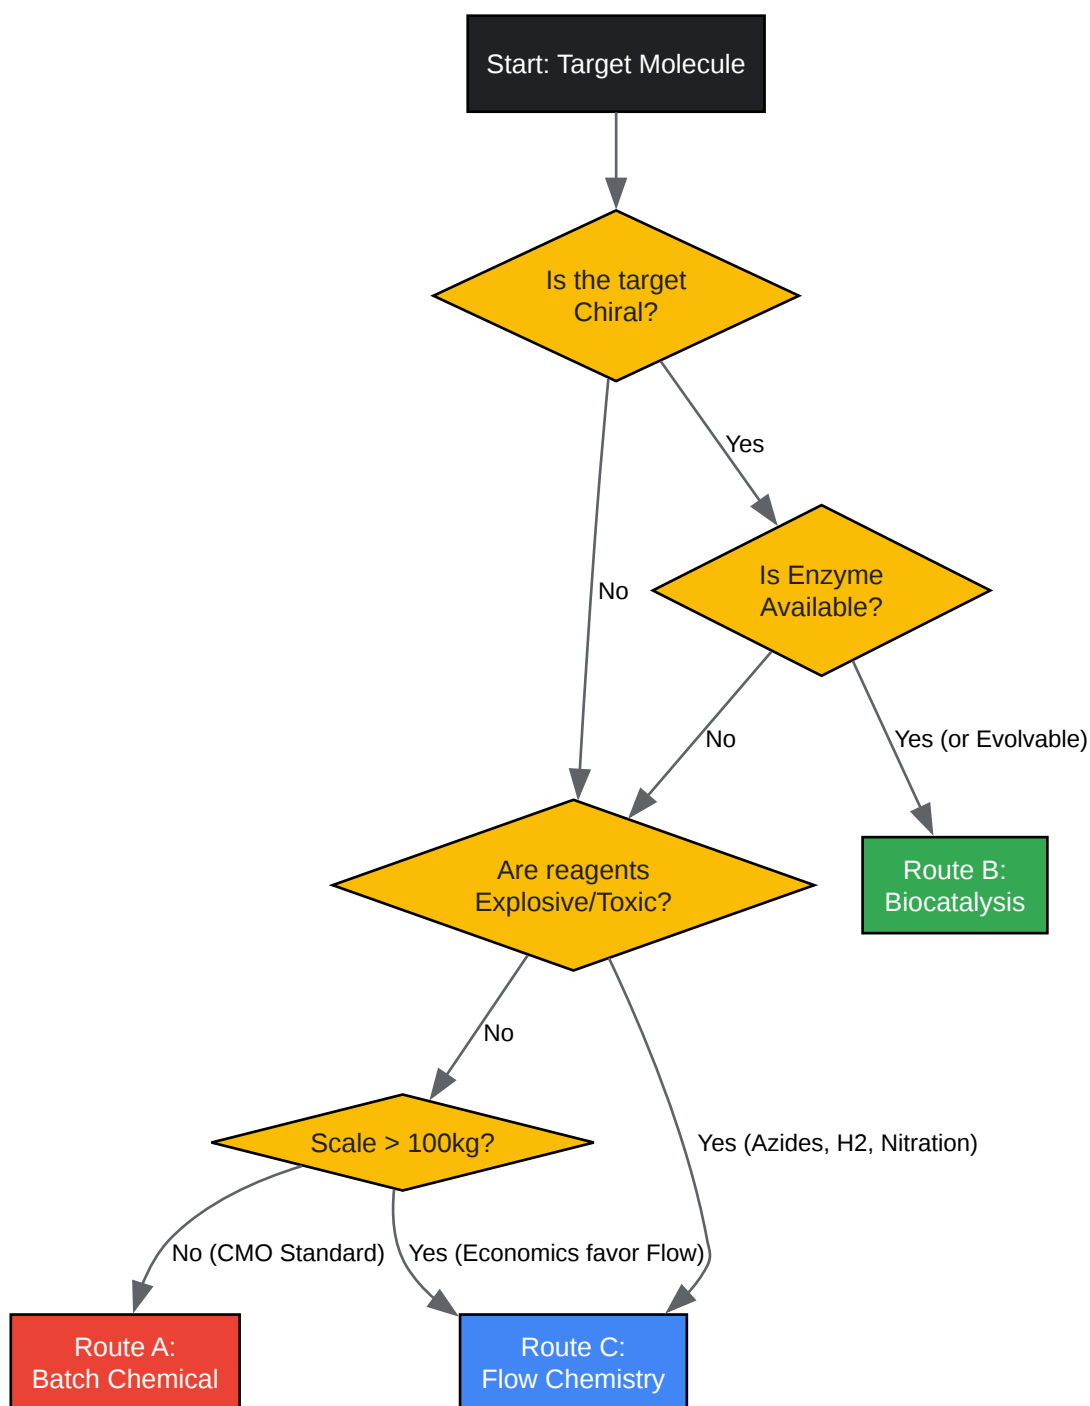 Start: Target Molecule
Is the target
Chiral?
Yes
No
Is Enzyme
Available?
No
Yes (or Evolvable)
Are reagents
Explosive/Toxic?
Route B:
Biocatalysis
No
Scale > 100kg?
Yes (Azides, H2, Nitration)
No (CMO Standard)
Yes (Economics favor Flow)
Route A:
Batch Chemical
Route C:
Flow Chemistry